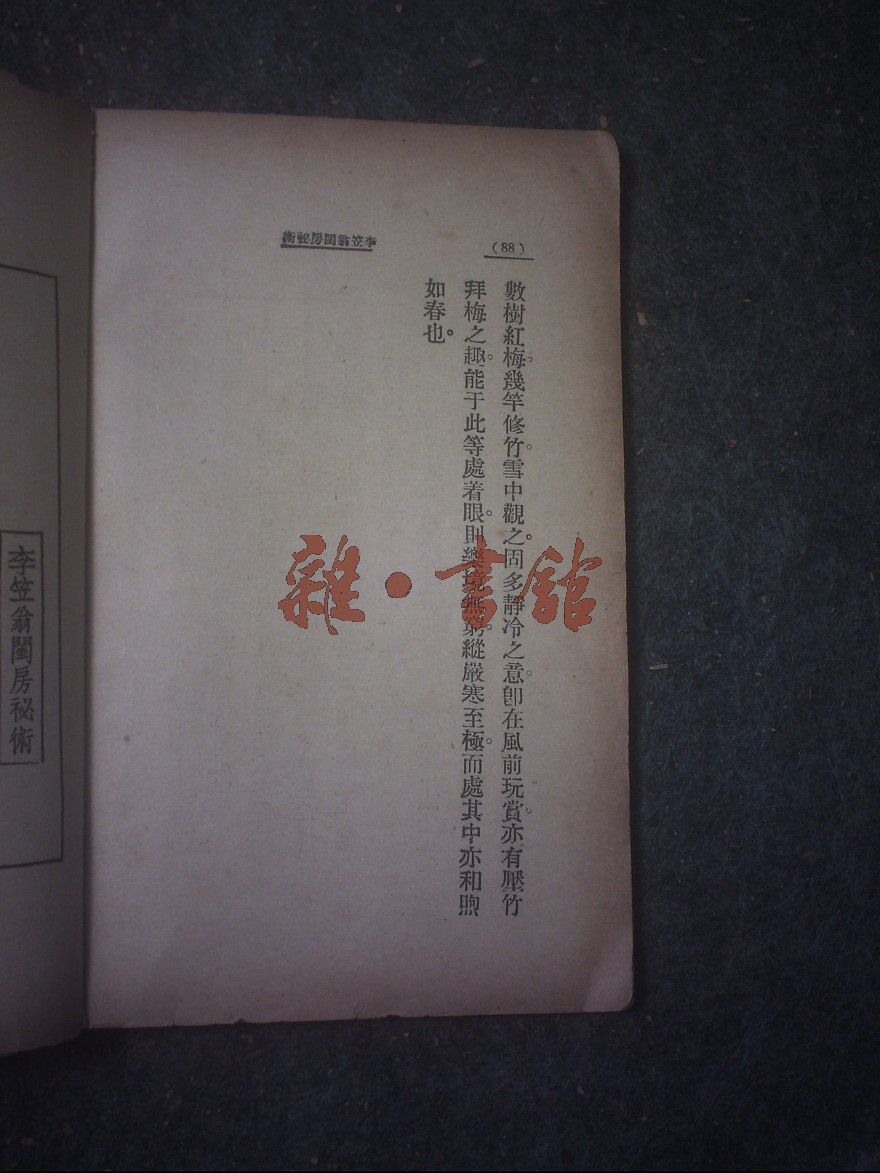 (88)
李笠翁閨房祕術
數樹紅梅。幾竿修竹。雪中觀之。固多靜冷之意。卽在風前玩賞。亦有壓竹
拜梅之趣。能于此等處着眼。則樂境無窮。縱嚴寒至極。而處其中亦和煦
如春也。
李笠翁閨房祕術
雜·書館